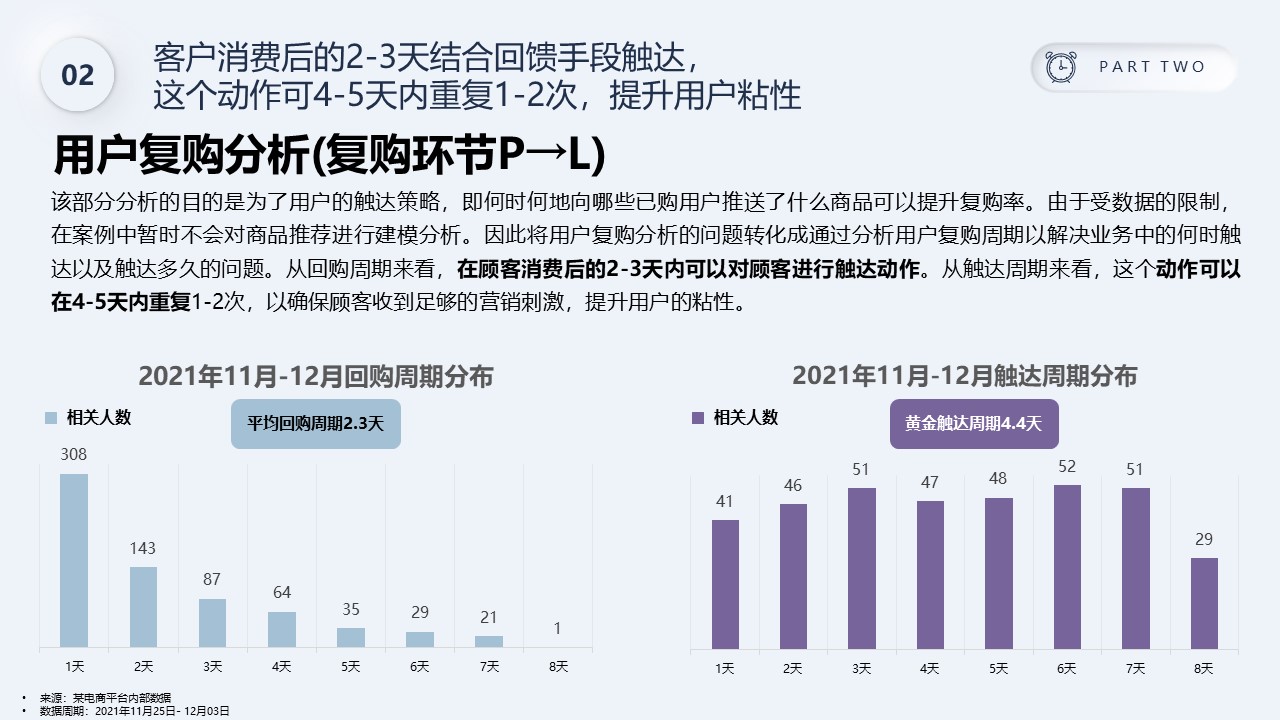 02
客户消费后的2-3天结合回馈手段触达，
这个动作可4-5天内重复1-2次，提升用户粘性
PART TWO
用户复购分析(复购环节P→L)
该部分分析的目的是为了用户的触达策略，即何时何地向哪些已购用户推送了什么商品可以提升复购率。由于受数据的限制，
在案例中暂时不会对商品推荐进行建模分析。因此将用户复购分析的问题转化成通过分析用户复购周期以解决业务中的何时触
达以及触达多久的问题。从回购周期来看，在顾客消费后的2-3天内可以对顾客进行触达动作。从触达周期来看，这个动作可以
在4-5天内重复1-2次，以确保顾客收到足够的营销刺激，提升用户的粘性。
2021年11月-12月回购周期分布
相关人数
平均回购周期2.3天
308
143
87
64
35
29
21
1
1天
2天
3天
4天
5天
6天
7天
8天
2021年11月-12月触达周期分布
相关人数
黄金触达周期4.4天
41
46
51
47
48
52
51
29
1天
2天
3天
4天
5天
6天
7天
8天
• 来源：某电商平台内部数据
• 数据周期：2021年11月25日- 12月03日